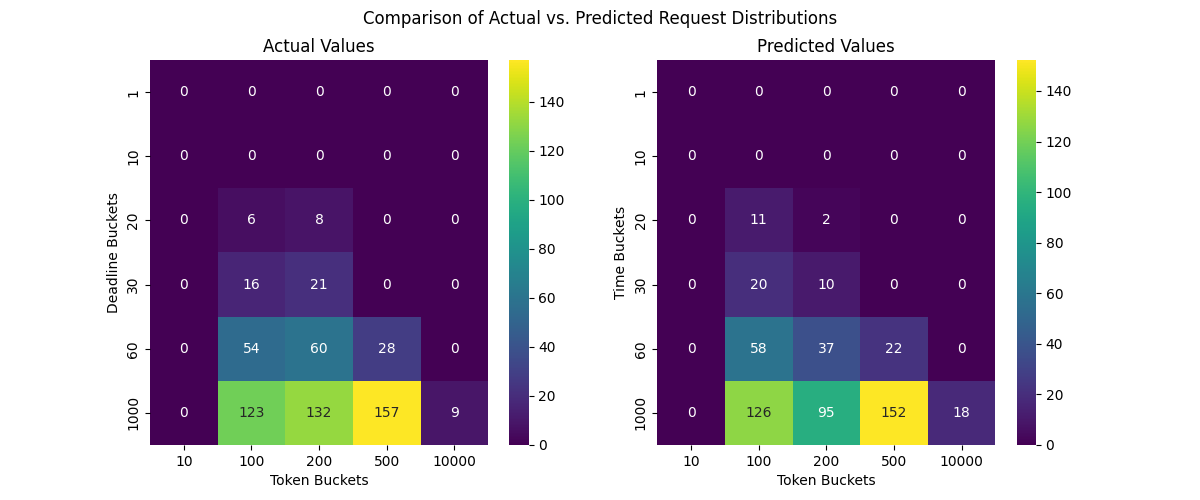 Comparison of Actual vs. Predicted Request Distributions
Actual Values
Deadline Buckets
1 0 0 0 0 0
10 0 0 0 0 0
20 0 6 8 0 0
30 0 16 21 0 0
60 0 54 60 28 0
1000 0 123 132 157 9
10 100 200 500 10000
Token Buckets
140
120
100
80
60
40
20
0
Predicted Values
Time Buckets
1 0 0 0 0 0
10 0 0 0 0 0
20 0 11 2 0 0
30 0 20 10 0 0
60 0 58 37 22 0
1000 0 126 95 152 18
10 100 200 500 10000
Token Buckets
140
120
100
80
60
40
20
0